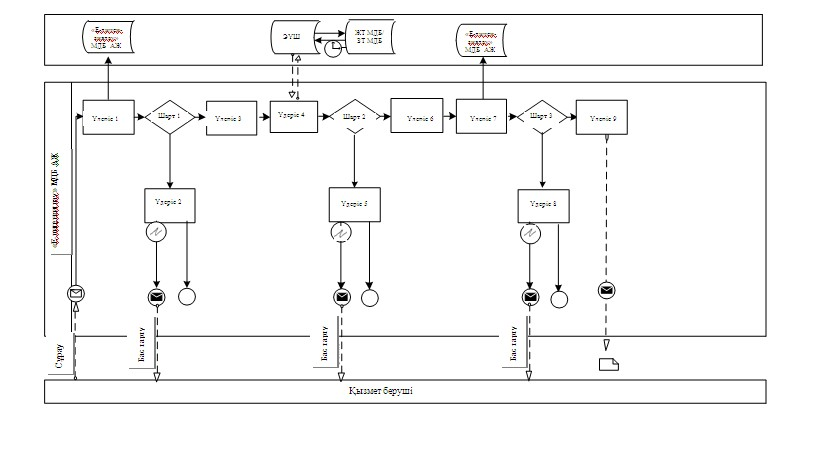 МДБ АЖ
ЭҮШ
ЖТ МДБ
ЗТ МДБ
МДБ АЖ
Үдеріс 1
Шарт 1
Үдеріс 3
Үдеріс 4
Шарт 2
Үдеріс 6
Үдеріс 7
Шарт 3
Үдеріс 9
МДБ АЖ
Үдеріс 2
Үдеріс 5
Үдеріс 8
Сұрау
Бас тарту
Бас тарту
Бас тарту
Қызмет беруші